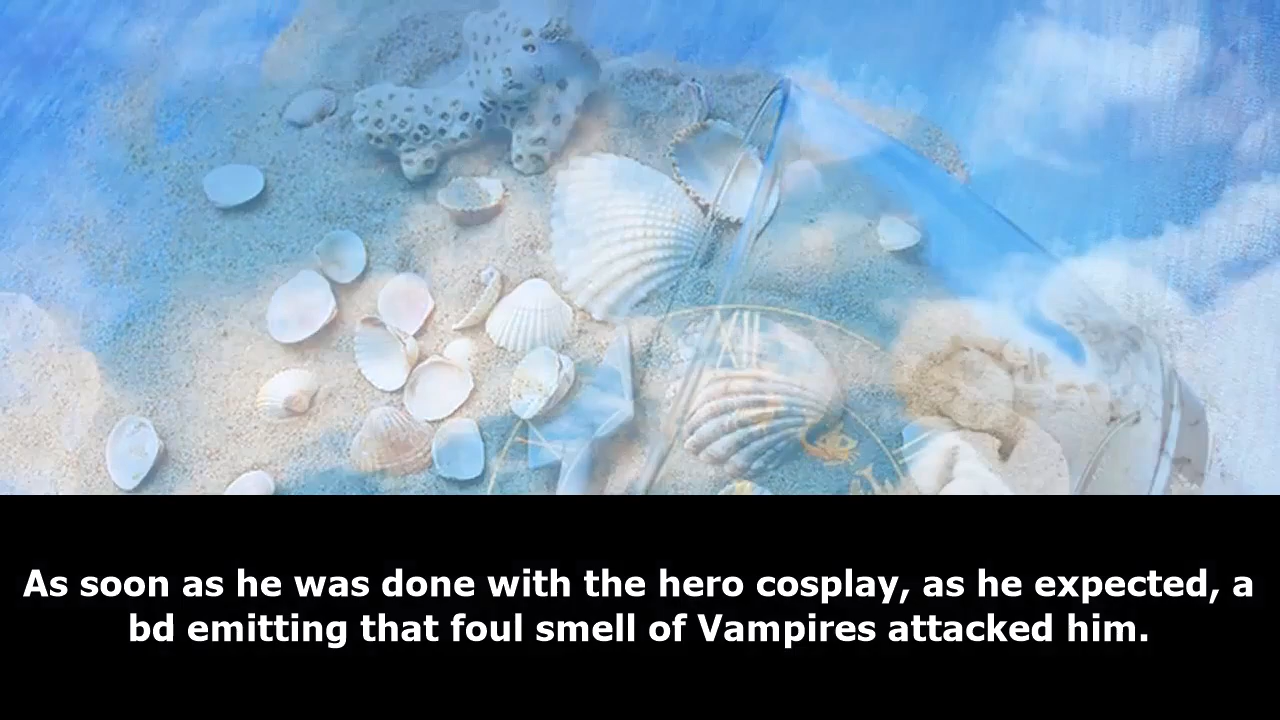 As soon as he was done with the hero cosplay, as he expected, a
bd emitting that foul smell of Vampires attacked him.